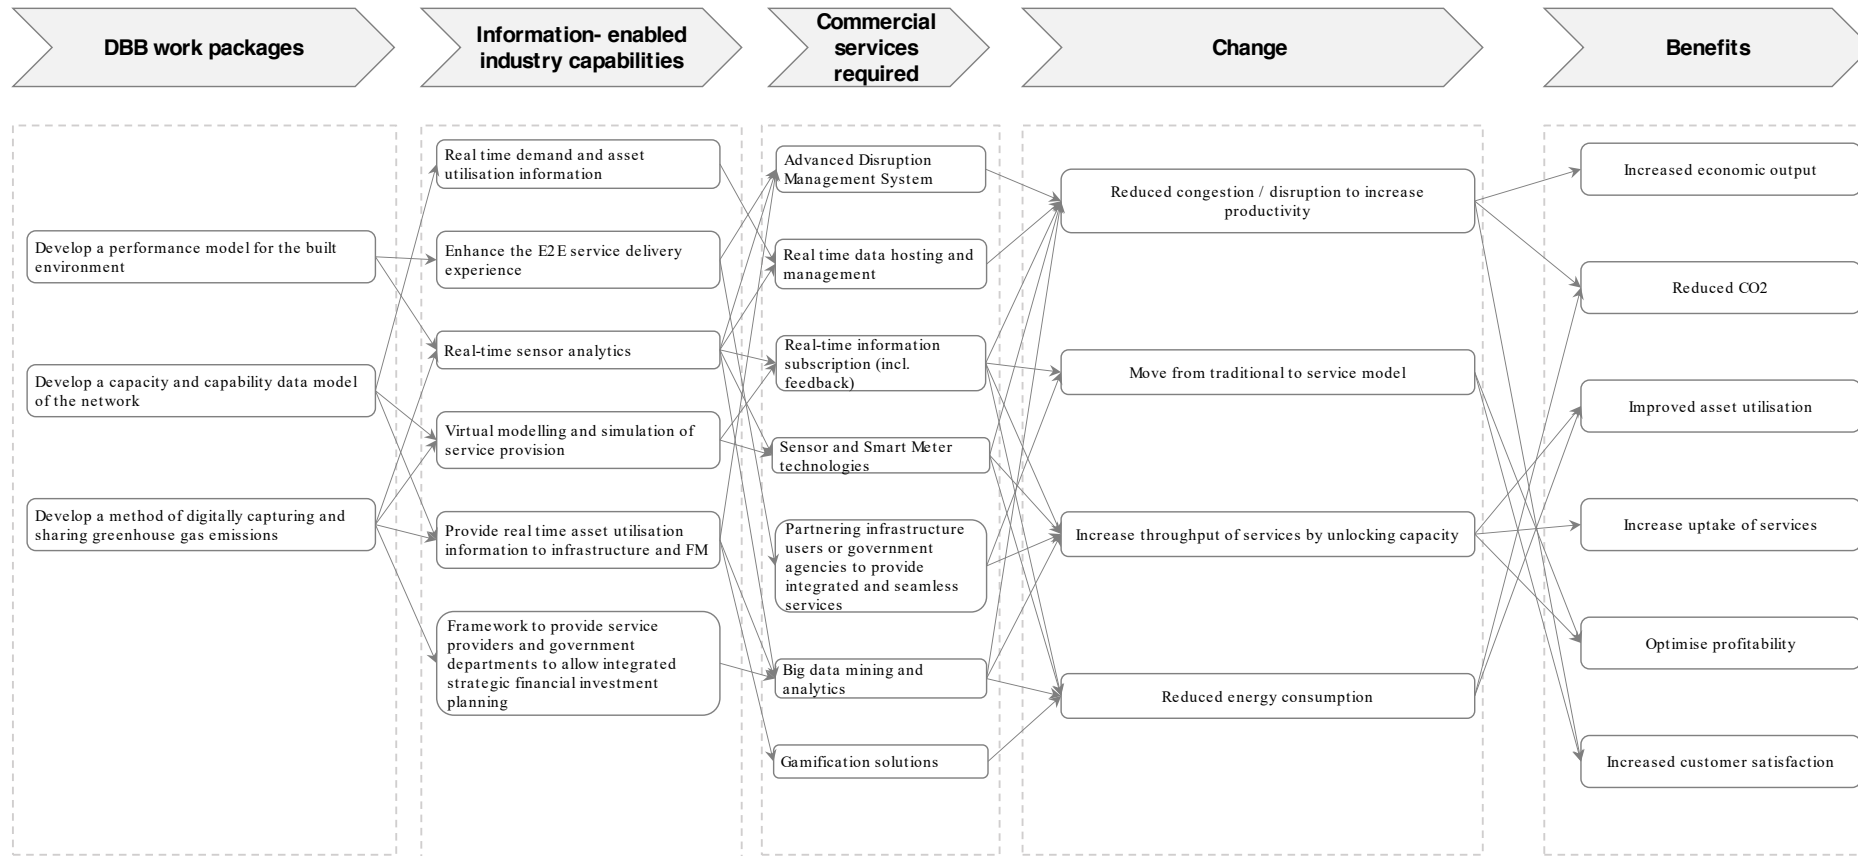 DBB work packages
Information- enabled
industry capabilities
Commercial
services
required
Change
Benefits
Develop a performance model for the built
environment
Develop a capacity and capability data model
of the network
Develop a method of digitally capturing and
sharing greenhouse gas emissions
Real time demand and asset
utilisation information
Enhance the E2E service delivery
experience
Real-time sensor analytics
Virtual modelling and simulation of
service provision
Provide real time asset utilisation
information to infrastructure and FM
Framework to provide service
providers and government
departments to allow integrated
strategic financial investment
planning
Advanced Disruption
Management System
Real time data hosting and
management
Real-time information
subscription (incl.
feedback)
Sensor and Smart Meter
technologies
Partnering infrastructure
users or government
agencies to provide
integrated and seamless
services
Big data mining and
analytics
Gamification solutions
Reduced congestion / disruption to increase
productivity
Move from traditional to service model
Increase throughput of services by unlocking capacity
Reduced energy consumption
Increased economic output
Reduced CO2
Improved asset utilisation
Increase uptake of services
Optimise profitability
Increased customer satisfaction